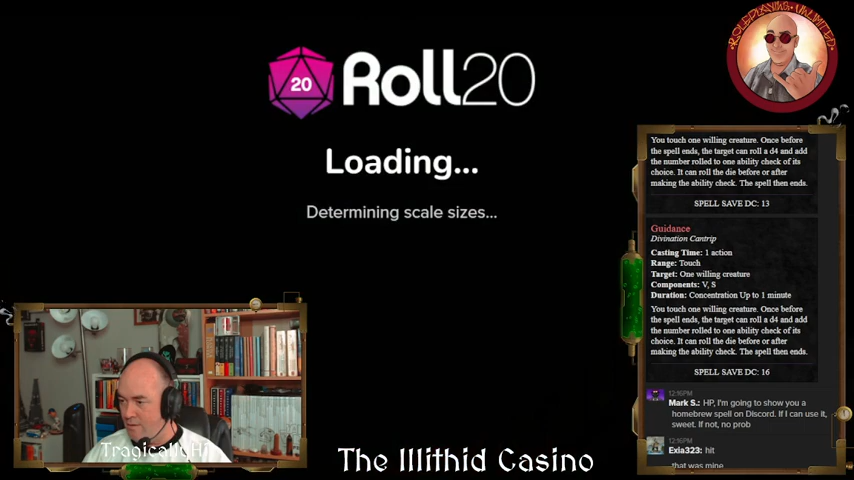 20
Roll20
Loading...
Determining scale sizes...
ROLEPLAYING UNLIMITED
You touch one willing creature. Once before
the spell ends, the target can roll a d4 and add
the number rolled to one ability check of its
choice. It can roll the die before or after
making the ability check. The spell then ends.
SPELL SAVE DC: 13
Guidance
Divination Cantrip
Casting Time: 1 action
Range: Touch
Target: One willing creature
Components: V, S
Duration: Concentration Up to 1 minute
You touch one willing creature. Once before
the spell ends, the target can roll a d4 and add
the number rolled to one ability check of its
choice. It can roll the die before or after
making the ability check. The spell then ends.
SPELL SAVE DC: 16
12:16PM
Mark S.: HP, I'm going to show you a
homebrew spell on Discord. If I can use it,
sweet. If not, no prob
12:16PM
Exia323: hit
that was mine
The Illithid Casino